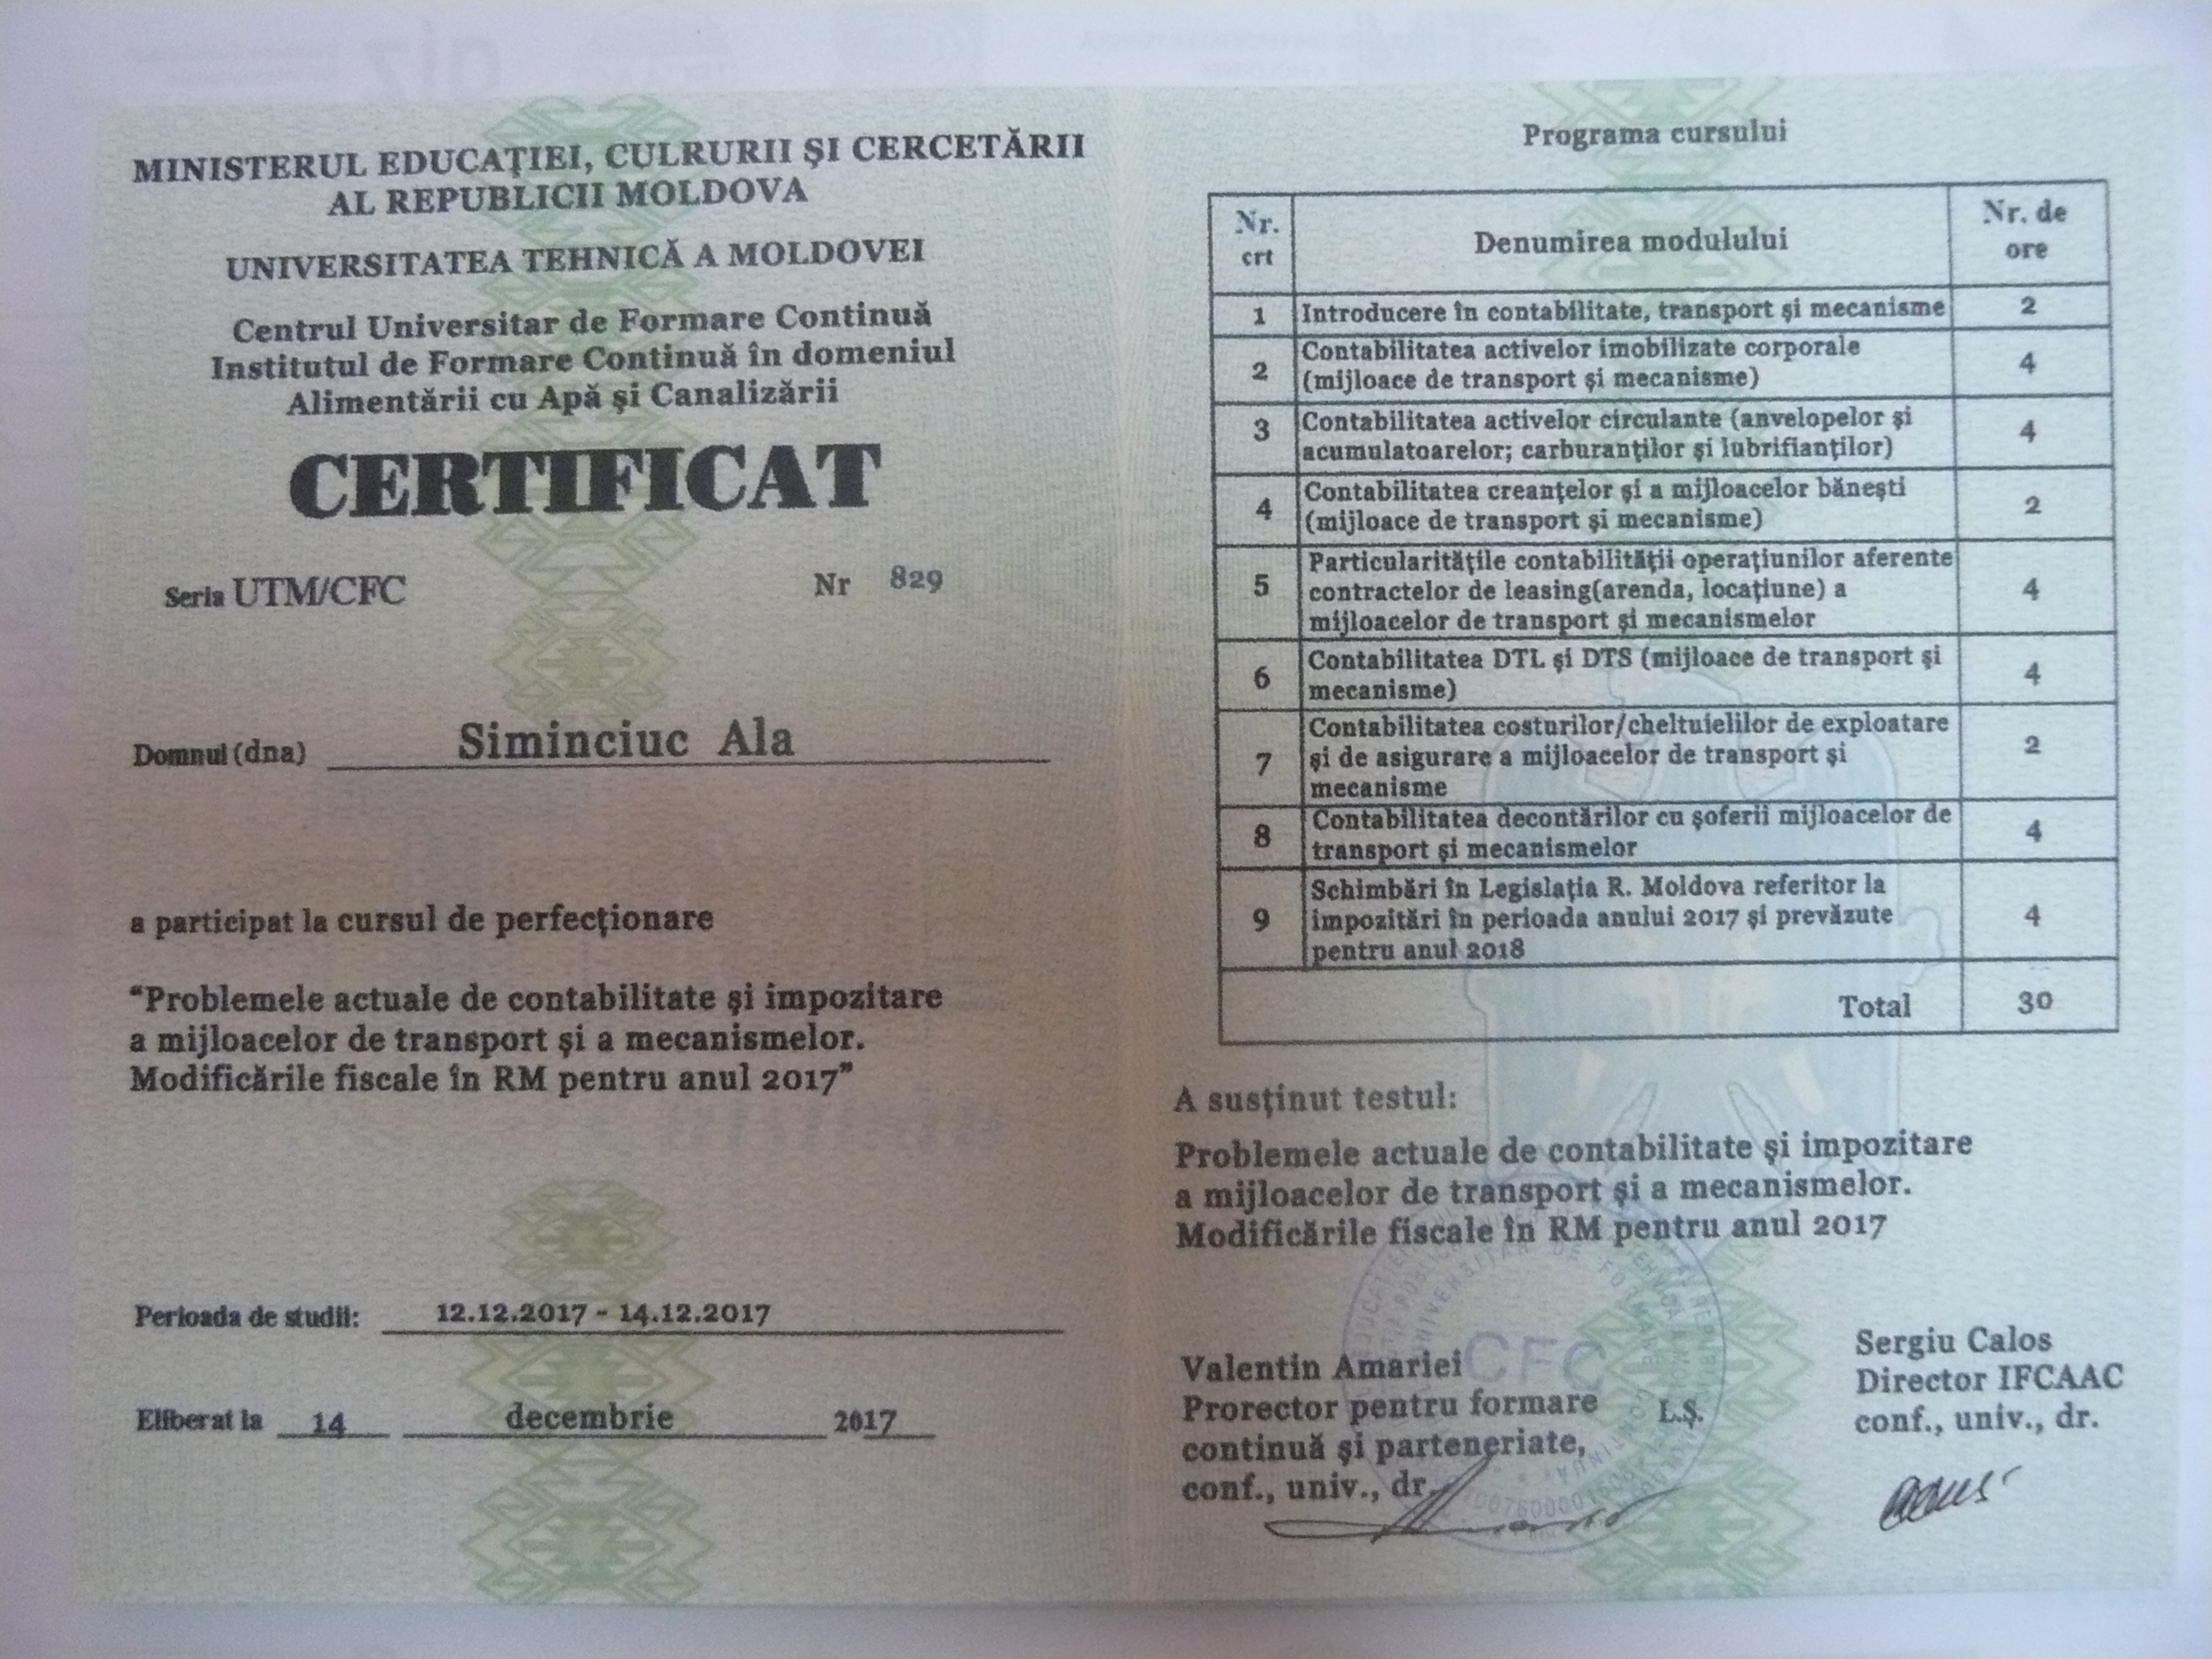 MINISTERUL EDUCAŢIEI, CULRURII ŞI CERCETĂRII
AL REPUBLICII MOLDOVA
UNIVERSITATEA TEHNICĂ A MOLDOVEI
Centrul Universitar de Formare Continuă
Institutul de Formare Continuă în domeniul
Alimentării cu Apă şi Canalizării
CERTIFICAT
Seria UTM/CFC Nr 829
Domnul (dna) Siminciuc Ala
a participat la cursul de perfecţionare
“Problemele actuale de contabilitate şi impozitare
a mijloacelor de transport şi a mecanismelor.
Modificările fiscale în RM pentru anul 2017”
Perioada de studii: 12.12.2017 - 14.12.2017
Eliberat la 14 decembrie 2017
Programa cursului
Nr. crt Denumirea modulului Nr. de ore
1 Introducere în contabilitate, transport şi mecanisme 2
2 Contabilitatea activelor imobilizate corporale
(mijloace de transport şi mecanisme) 4
3 Contabilitatea activelor circulante (anvelopelor şi
acumulatoarelor; carburanţilor şi lubrifianţilor) 4
4 Contabilitatea creanţelor şi a mijloacelor băneşti
(mijloace de transport şi mecanisme) 2
5 Particularităţile contabilităţii operaţiunilor aferente
contractelor de leasing(arenda, locaţiune) a
mijloacelor de transport şi mecanismelor 4
6 Contabilitatea DTL şi DTS (mijloace de transport şi
mecanisme) 4
7 Contabilitatea costurilor/cheltuielilor de exploatare
şi de asigurare a mijloacelor de transport şi
mecanisme 2
8 Contabilitatea decontărilor cu şoferii mijloacelor de
transport şi mecanismelor 4
9 Schimbări în Legislaţia R. Moldova referitor la
impozitări în perioada anului 2017 şi prevăzute
pentru anul 2018 4
Total 30
A susţinut testul:
Problemele actuale de contabilitate şi impozitare
a mijloacelor de transport şi a mecanismelor.
Modificările fiscale în RM pentru anul 2017
Valentin Amariei
Prorector pentru formare
continuă şi parteneriate,
conf., univ., dr.
CFC
L.Ş.
Sergiu Calos
Director IFCAAC
conf., univ., dr.